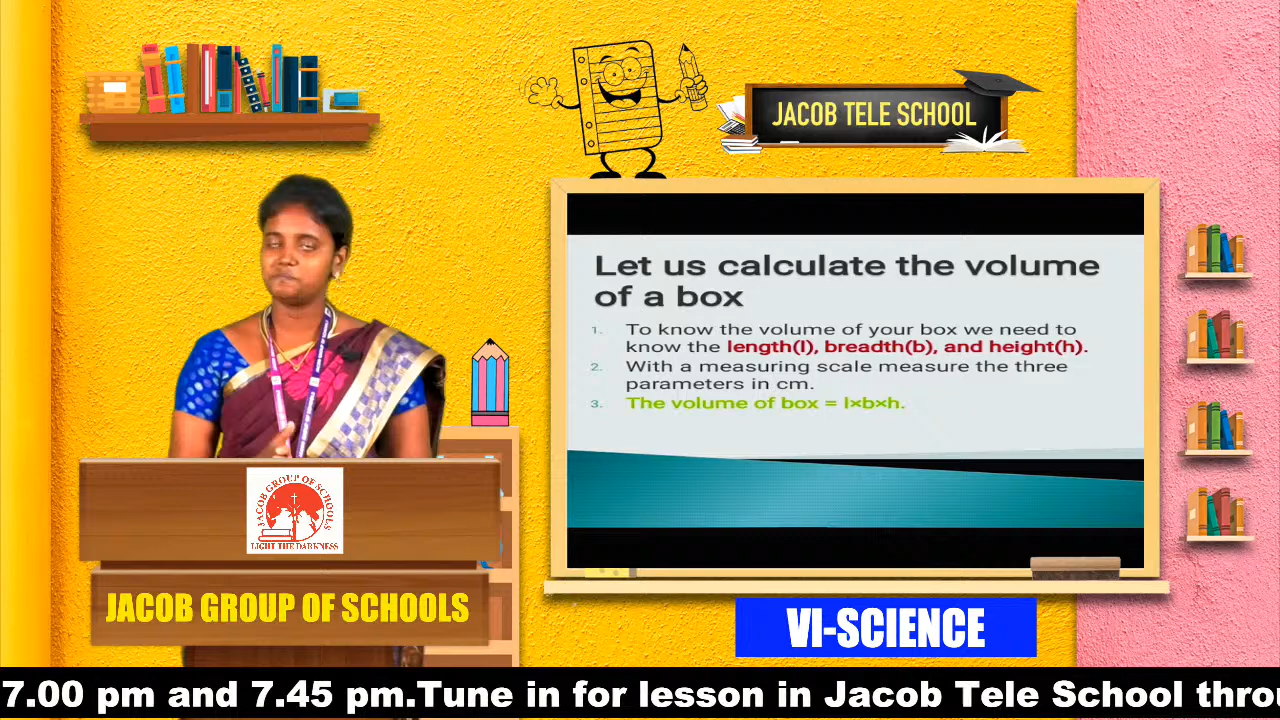 JACOB TELE SCHOOL
Let us calculate the volume
of a box
1. To know the volume of your box we need to
know the length(l), breadth(b), and height(h).
2. With a measuring scale measure the three
parameters in cm.
3. The volume of box = l×b×h.
JACOB GROUP OF SCHOOLS
LIGHT THE DARKNESS
JACOB GROUP OF SCHOOLS
VI-SCIENCE
7.00 pm and 7.45 pm.Tune in for lesson in Jacob Tele School